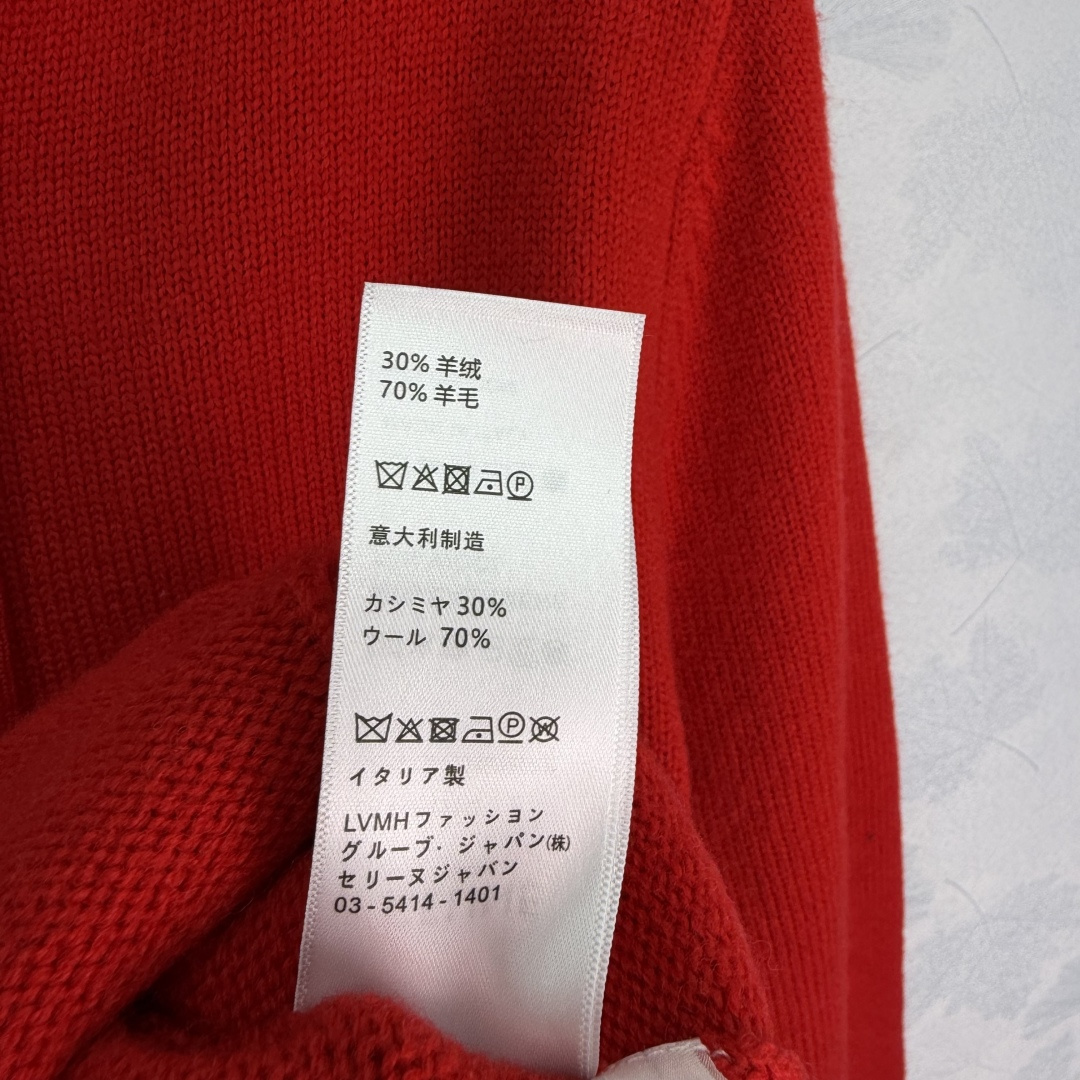 30% 羊绒
70% 羊毛
P
意大利制造
カシミヤ 30%
ウール 70%
P W
イタリア製
LVMHファッション
グループ・ジャパン㈱
セリーヌジャパン
03-5414-1401